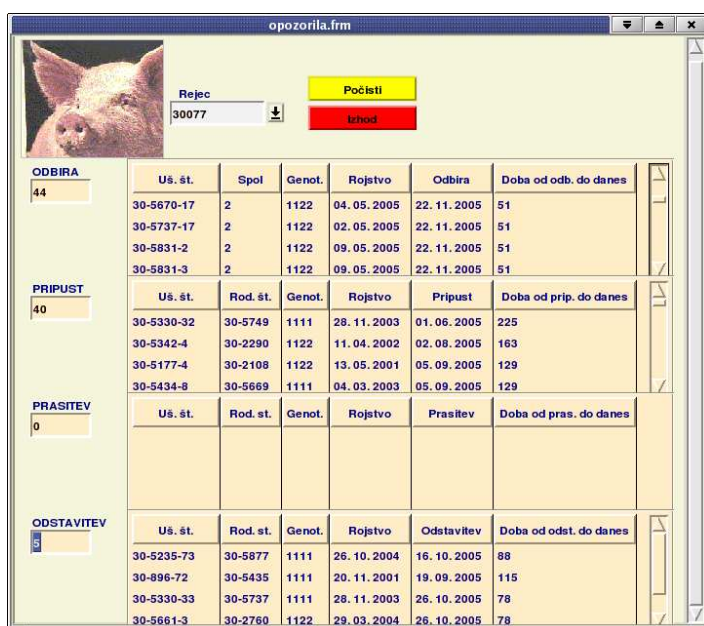 opozorila.frm
Rejec
30077
Počisti
Izhod
ODBIRA
44
Uš. št. Spol Genot. Rojstvo Odbira Doba od odb. do danes
30-5670-17 2 1122 04. 05. 2005 22. 11. 2005 51
30-5737-17 2 1122 02. 05. 2005 22. 11. 2005 51
30-5831-2 2 1122 09. 05. 2005 22. 11. 2005 51
30-5831-3 2 1122 09. 05. 2005 22. 11. 2005 51
PRIPUST
40
Uš. št. Rod. št. Genot. Rojstvo Pripust Doba od prip. do danes
30-5330-32 30-5749 1111 28. 11. 2003 01. 06. 2005 225
30-5342-4 30-2290 1122 11. 04. 2002 02. 08. 2005 163
30-5177-4 30-2108 1122 13. 05. 2001 05. 09. 2005 129
30-5434-8 30-5669 1111 04. 03. 2003 05. 09. 2005 129
PRASITEV
0
Uš. št. Rod. st. Genot. Rojstvo Prasitev Doba od pras. do danes
ODSTAVITEV
5
Uš. št. Rod. st. Genot. Rojstvo Odstavitev Doba od odst. do danes
30-5235-73 30-5877 1111 26. 10. 2004 16. 10. 2005 88
30-896-72 30-5435 1111 20. 11. 2001 19. 09. 2005 115
30-5330-33 30-5737 1111 28. 11. 2003 26. 10. 2005 78
30-5661-3 30-2760 1122 29. 03. 2004 26. 10. 2005 78